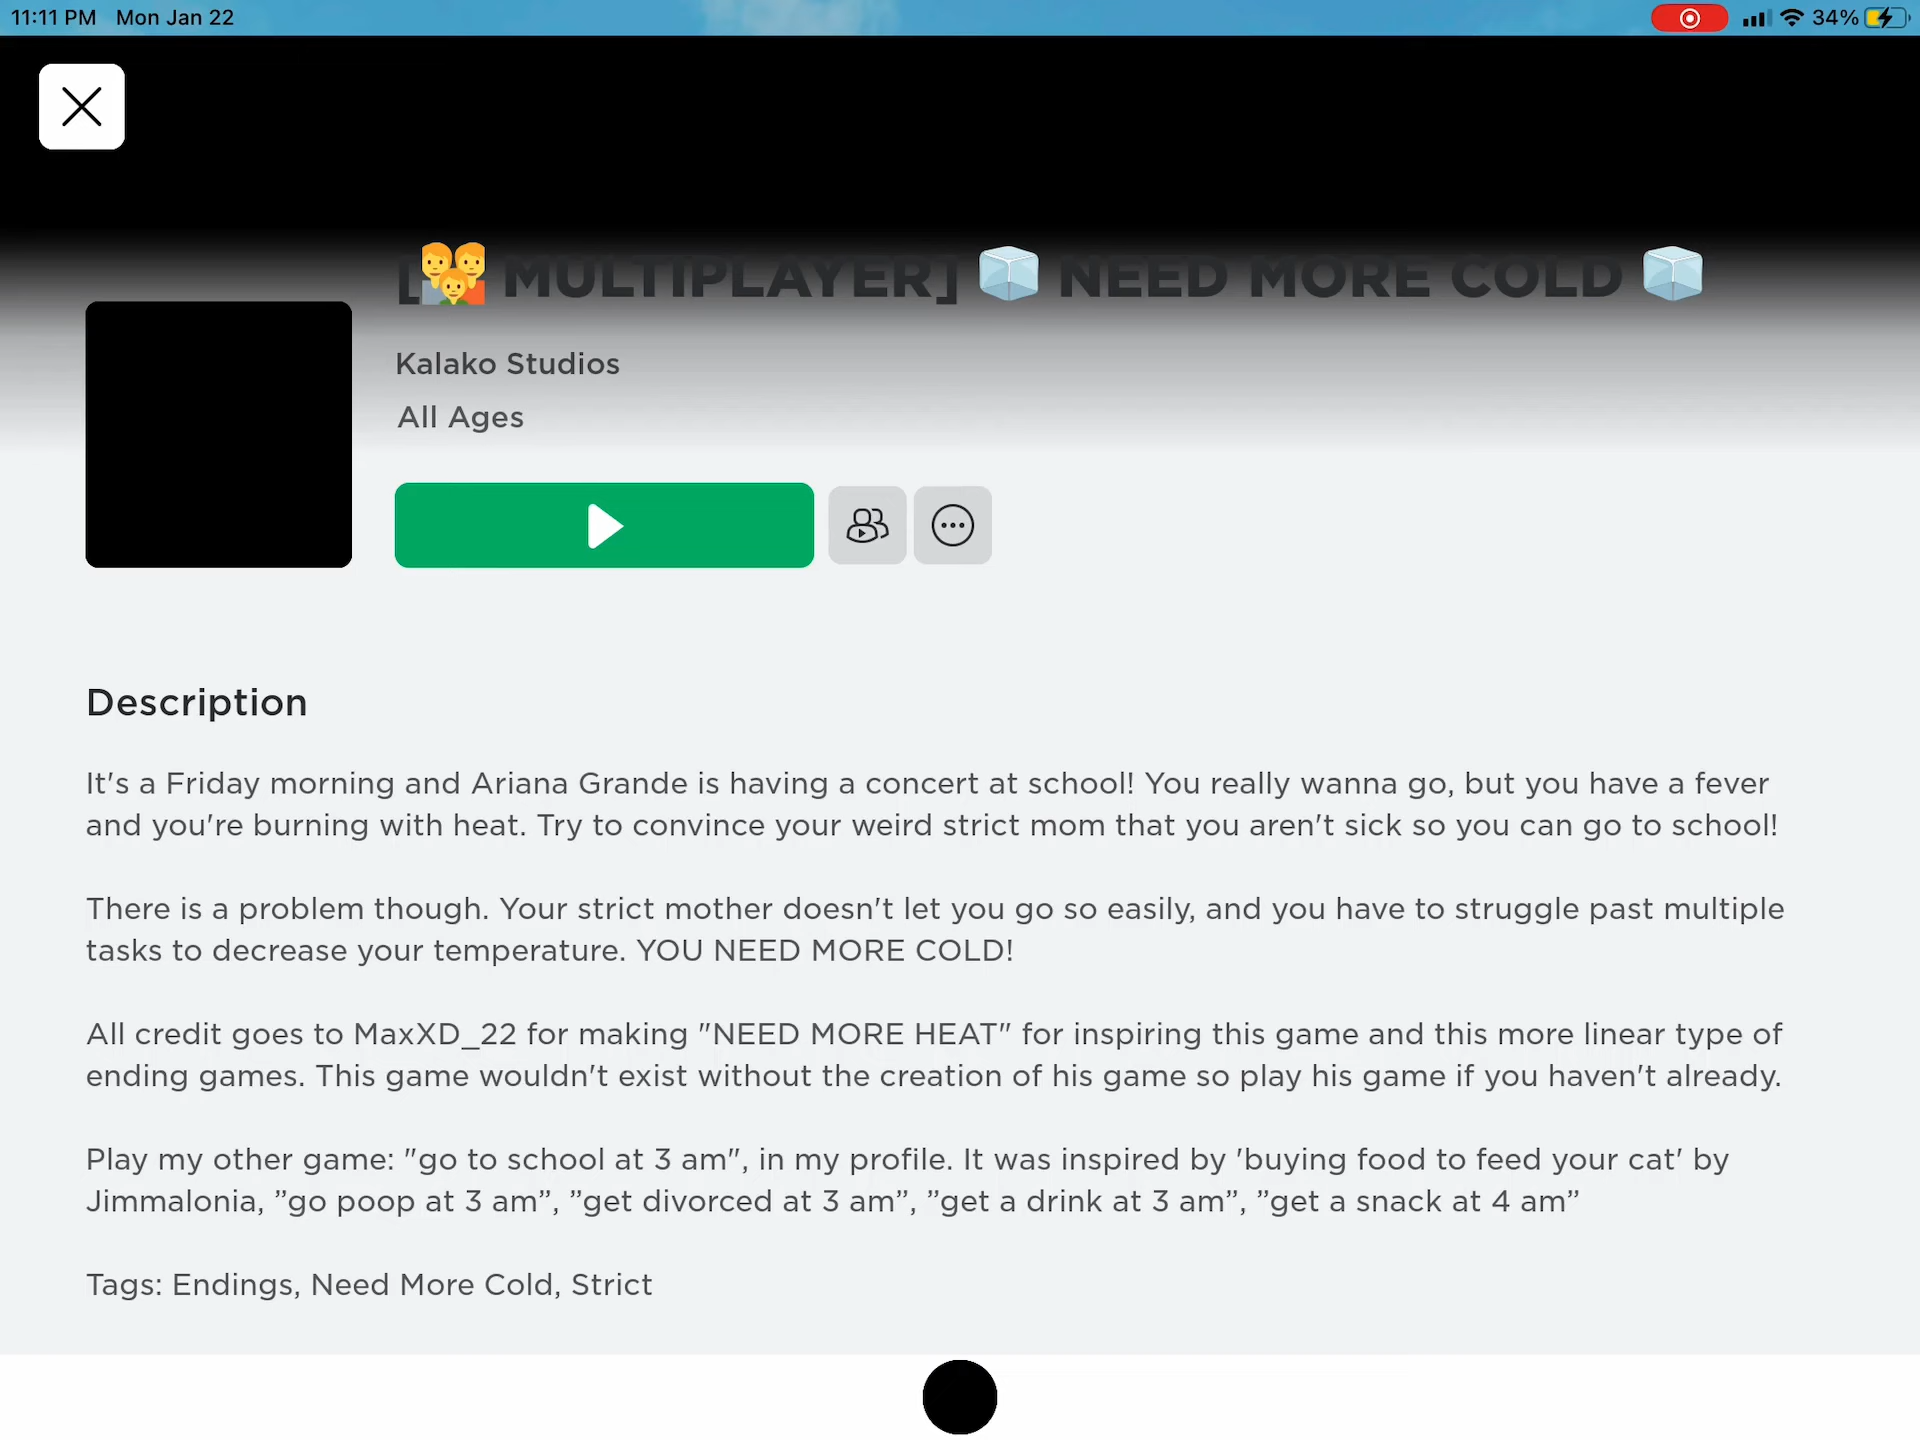 11:11 PM Mon Jan 22 34%
[👨‍👩‍👦 MULTIPLAYER] 🧊 NEED MORE COLD 🧊
Kalako Studios
All Ages
Description
It's a Friday morning and Ariana Grande is having a concert at school! You really wanna go, but you have a fever
and you're burning with heat. Try to convince your weird strict mom that you aren't sick so you can go to school!
There is a problem though. Your strict mother doesn't let you go so easily, and you have to struggle past multiple
tasks to decrease your temperature. YOU NEED MORE COLD!
All credit goes to MaxXD_22 for making "NEED MORE HEAT" for inspiring this game and this more linear type of
ending games. This game wouldn't exist without the creation of his game so play his game if you haven't already.
Play my other game: "go to school at 3 am", in my profile. It was inspired by 'buying food to feed your cat' by
Jimmalonia, ”go poop at 3 am”, ”get divorced at 3 am”, ”get a drink at 3 am”, ”get a snack at 4 am”
Tags: Endings, Need More Cold, Strict